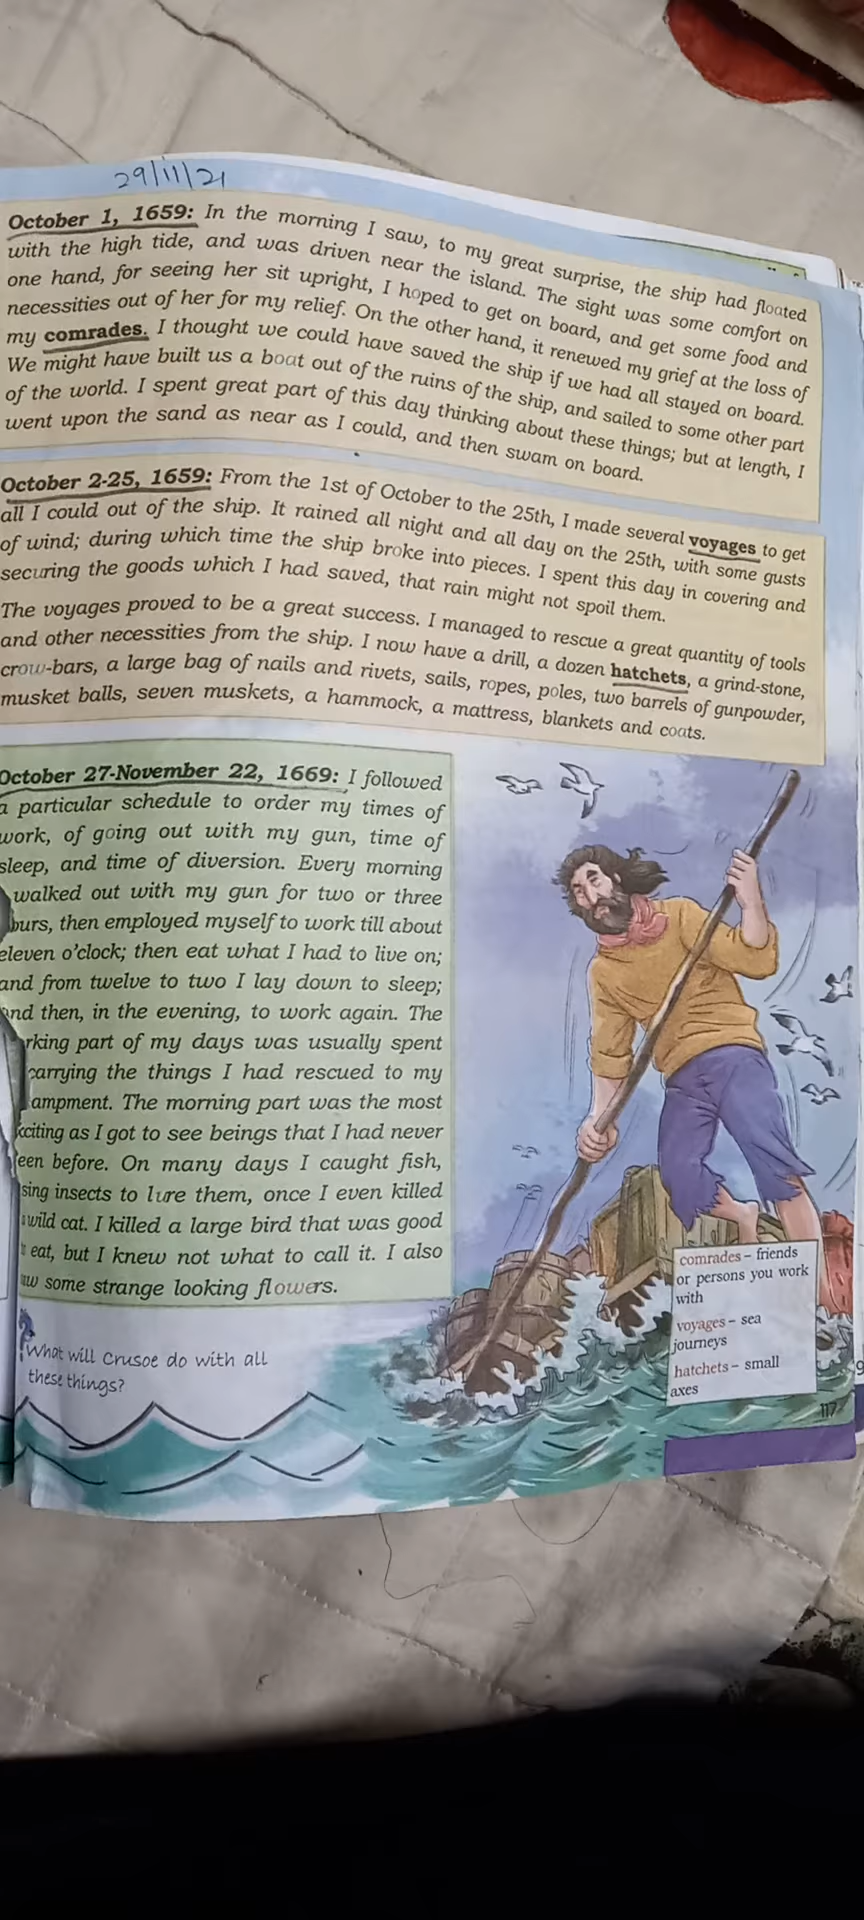 29/11/21
October 1, 1659: In the morning I saw, to my great surprise, the ship had floated
with the high tide, and was driven near the island. The sight was some comfort on
one hand, for seeing her sit upright, I hoped to get on board, and get some food and
necessities out of her for my relief. On the other hand, it renewed my grief at the loss of
my comrades. I thought we could have saved the ship if we had all stayed on board.
We might have built us a boat out of the ruins of the ship, and sailed to some other part
of the world. I spent great part of this day thinking about these things; but at length, I
went upon the sand as near as I could, and then swam on board.
October 2-25, 1659: From the 1st of October to the 25th, I made several voyages to get
all I could out of the ship. It rained all night and all day on the 25th, with some gusts
of wind; during which time the ship broke into pieces. I spent this day in covering and
securing the goods which I had saved, that rain might not spoil them.
The voyages proved to be a great success. I managed to rescue a great quantity of tools
and other necessities from the ship. I now have a drill, a dozen hatchets, a grind-stone,
crow-bars, a large bag of nails and rivets, sails, ropes, poles, two barrels of gunpowder,
musket balls, seven muskets, a hammock, a mattress, blankets and coats.
October 27-November 22, 1669: I followed
a particular schedule to order my times of
work, of going out with my gun, time of
sleep, and time of diversion. Every morning
walked out with my gun for two or three
ours, then employed myself to work till about
eleven o'clock; then eat what I had to live on;
and from twelve to two I lay down to sleep;
and then, in the evening, to work again. The
rking part of my days was usually spent
carrying the things I had rescued to my
ampment. The morning part was the most
xciting as I got to see beings that I had never
een before. On many days I caught fish,
sing insects to lure them, once I even killed
a wild cat. I killed a large bird that was good
eat, but I knew not what to call it. I also
aw some strange looking flowers.
What will Crusoe do with all
these things?
comrades – friends
or persons you work
with
voyages – sea
journeys
hatchets – small
axes
117